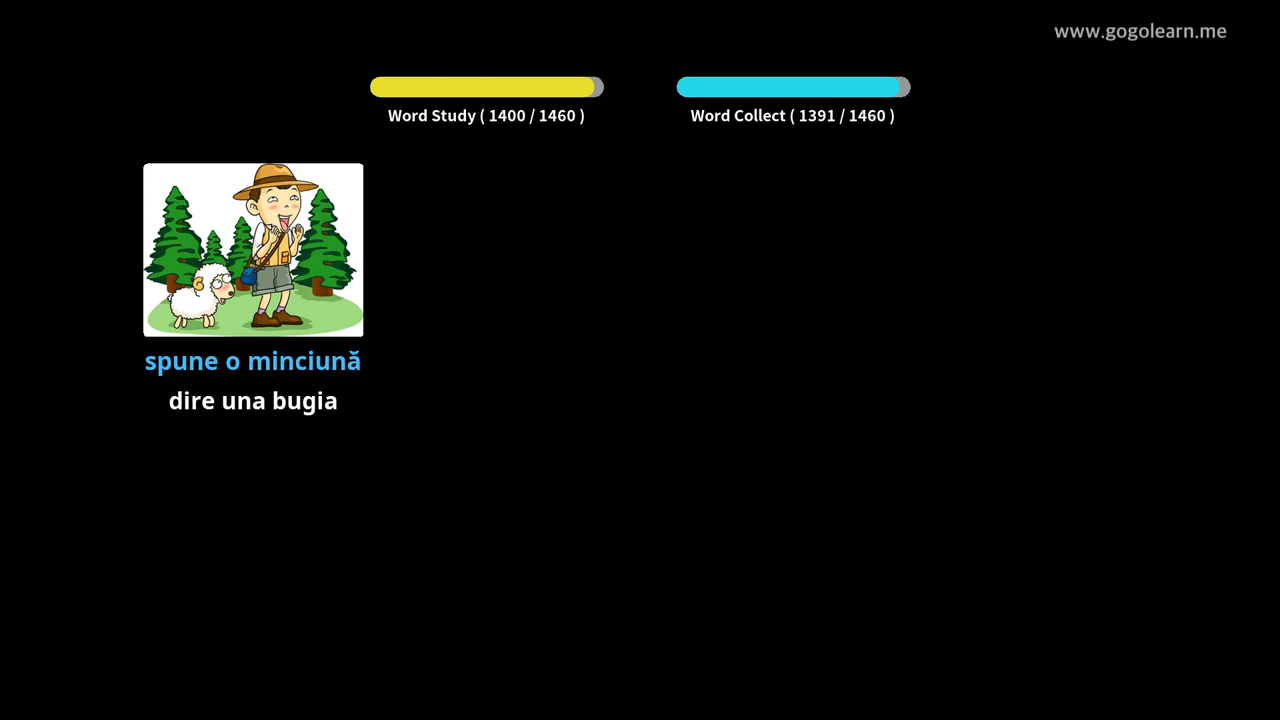 www.gogolearn.me
Word Study ( 1400 / 1460 )
Word Collect ( 1391 / 1460 )
spune o minciună
dire una bugia